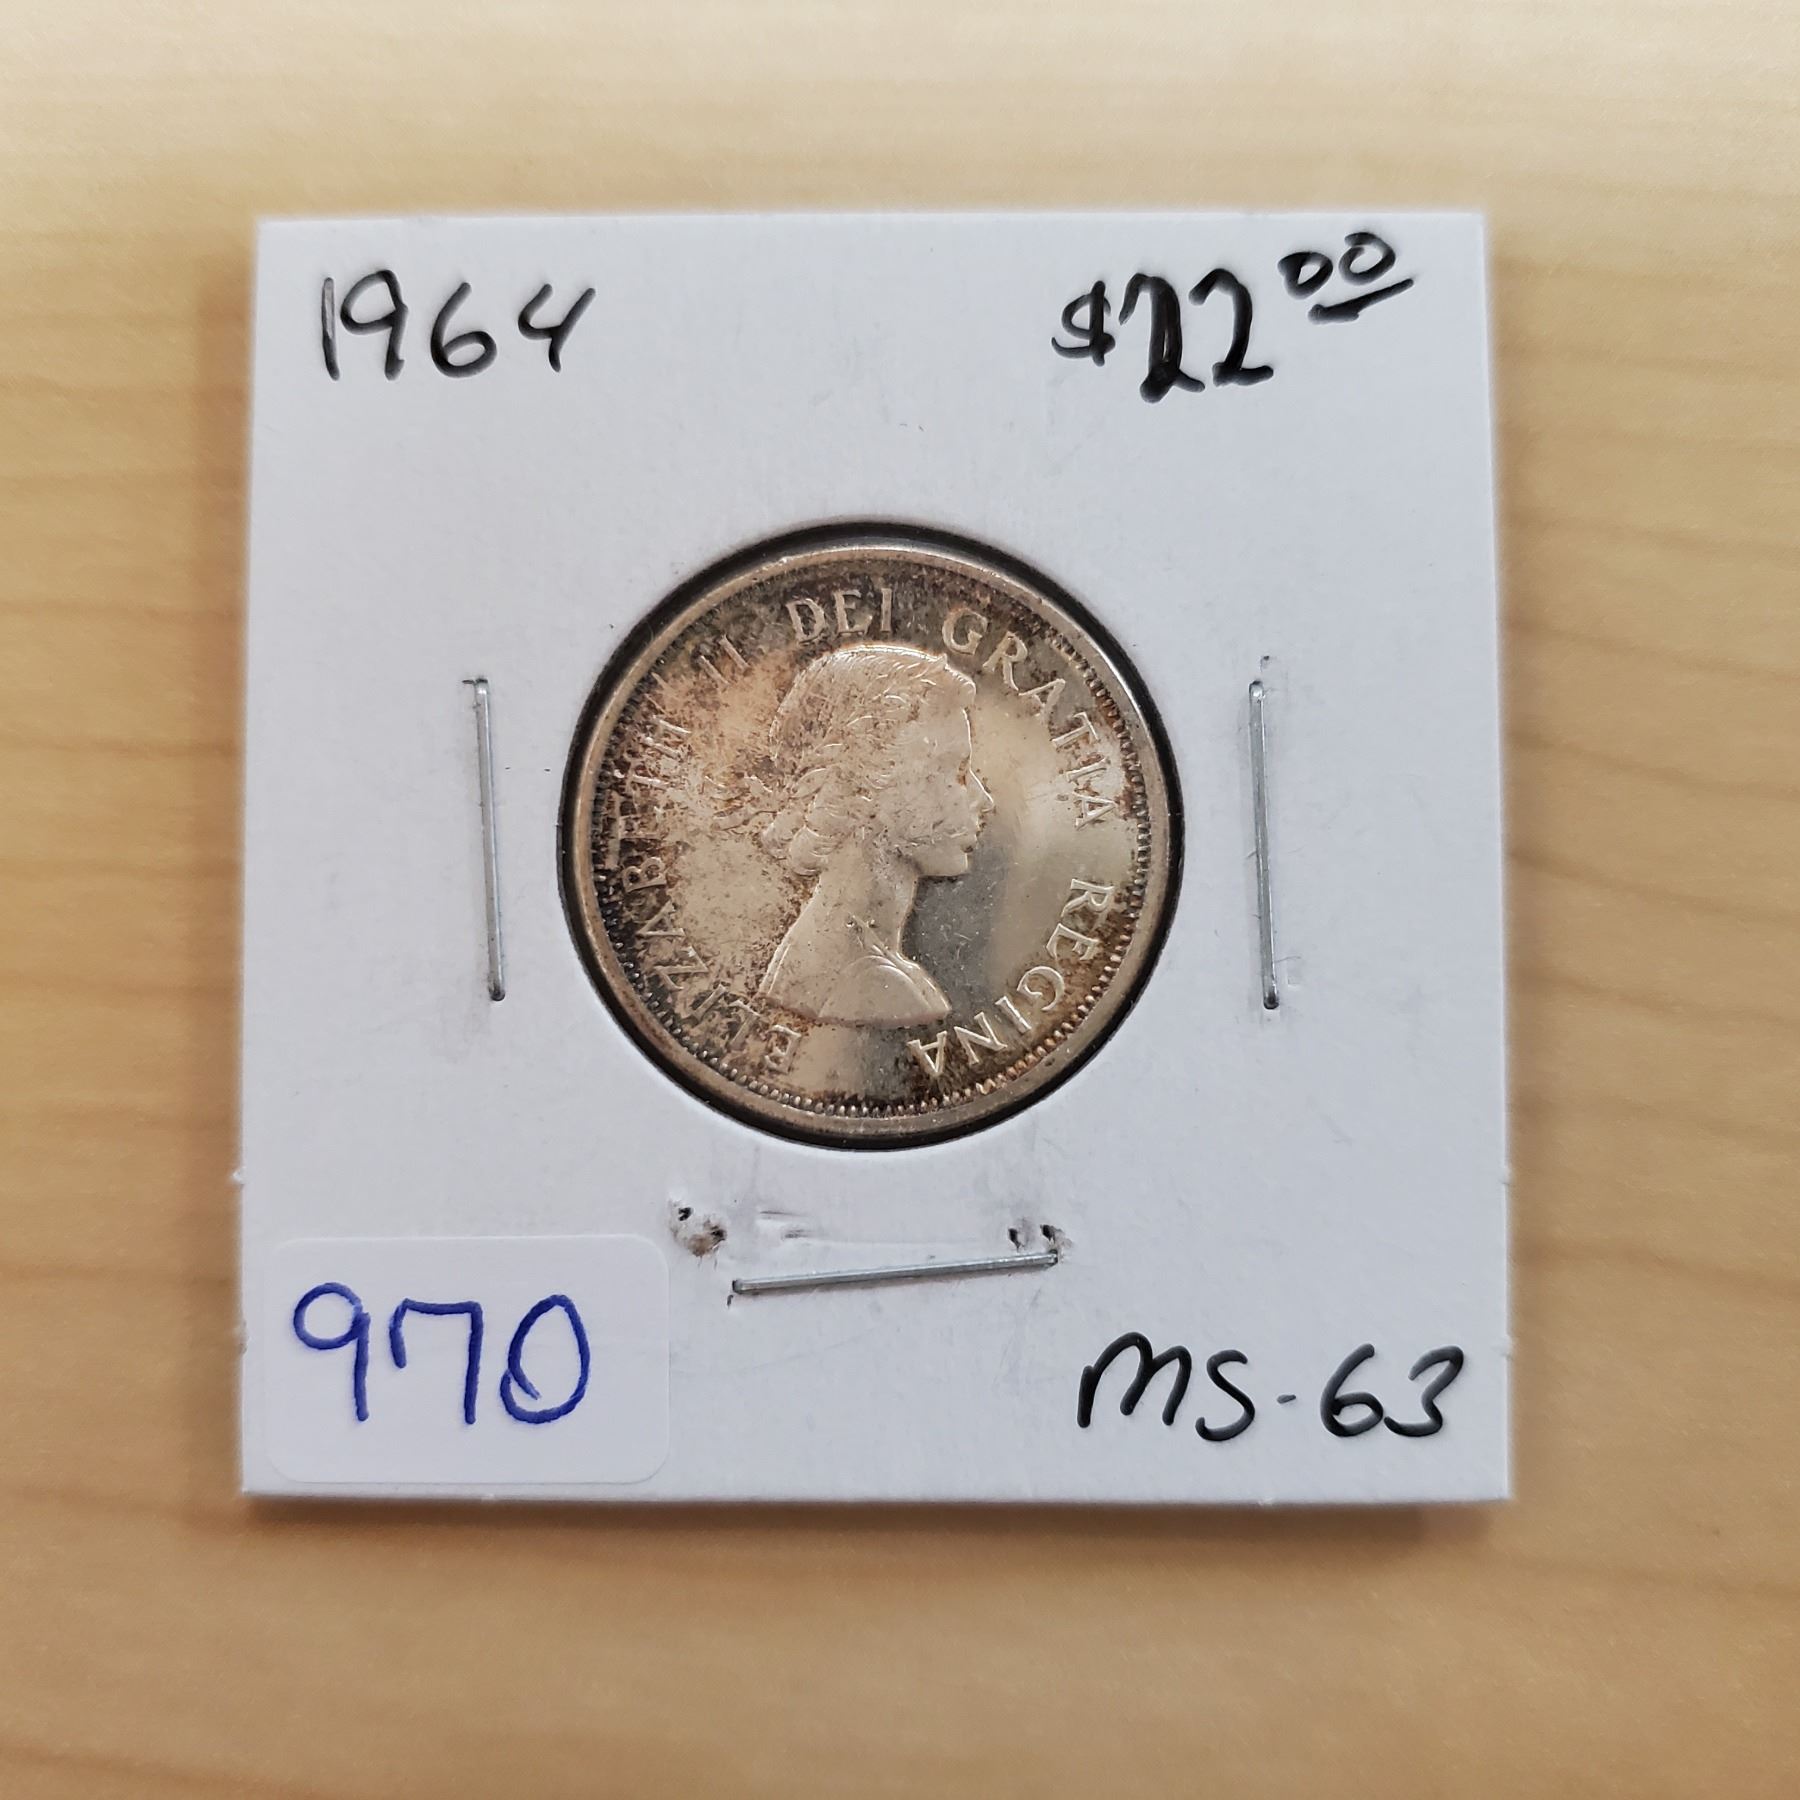 1964
$22.00
ELIZABETH II DEI GRATIA REGINA
970
MS-63